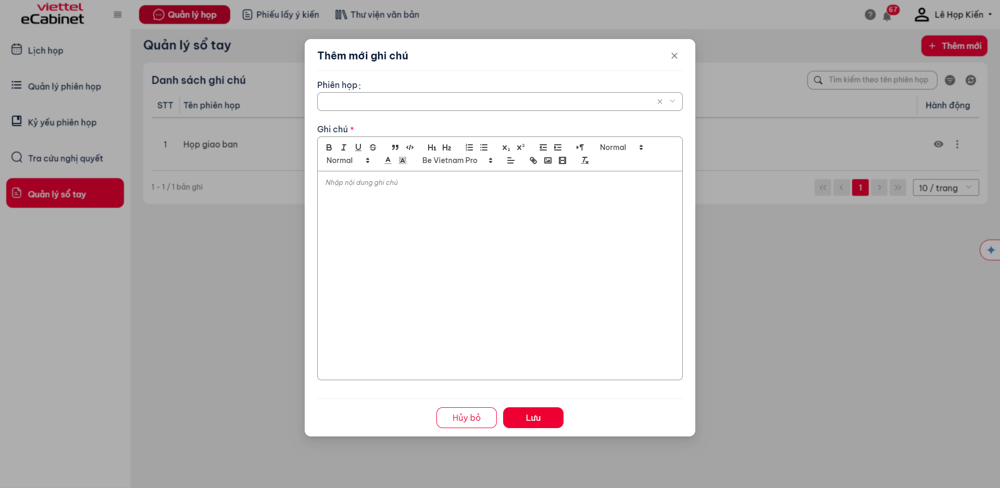 viettel
eCabinet
Quản lý họp
Phiếu lấy ý kiến
Thư viện văn bản
67
Lê Họp Kiến
Lịch họp
Quản lý phiên họp
Kỷ yếu phiên họp
Tra cứu nghị quyết
Quản lý sổ tay
Quản lý sổ tay
+ Thêm mới
Danh sách ghi chú
Tìm kiếm theo tên phiên họp
STT Tên phiên họp Hành động
1 Họp giao ban
1 - 1 / 1 bản ghi
<< < 1 > >> 10 / trang
Thêm mới ghi chú
Phiên họp :
Ghi chú *
B I U S H1 H2 X2 X2 Normal
Normal A A Be Vietnam Pro Tx
Nhập nội dung ghi chú
Hủy bỏ Lưu